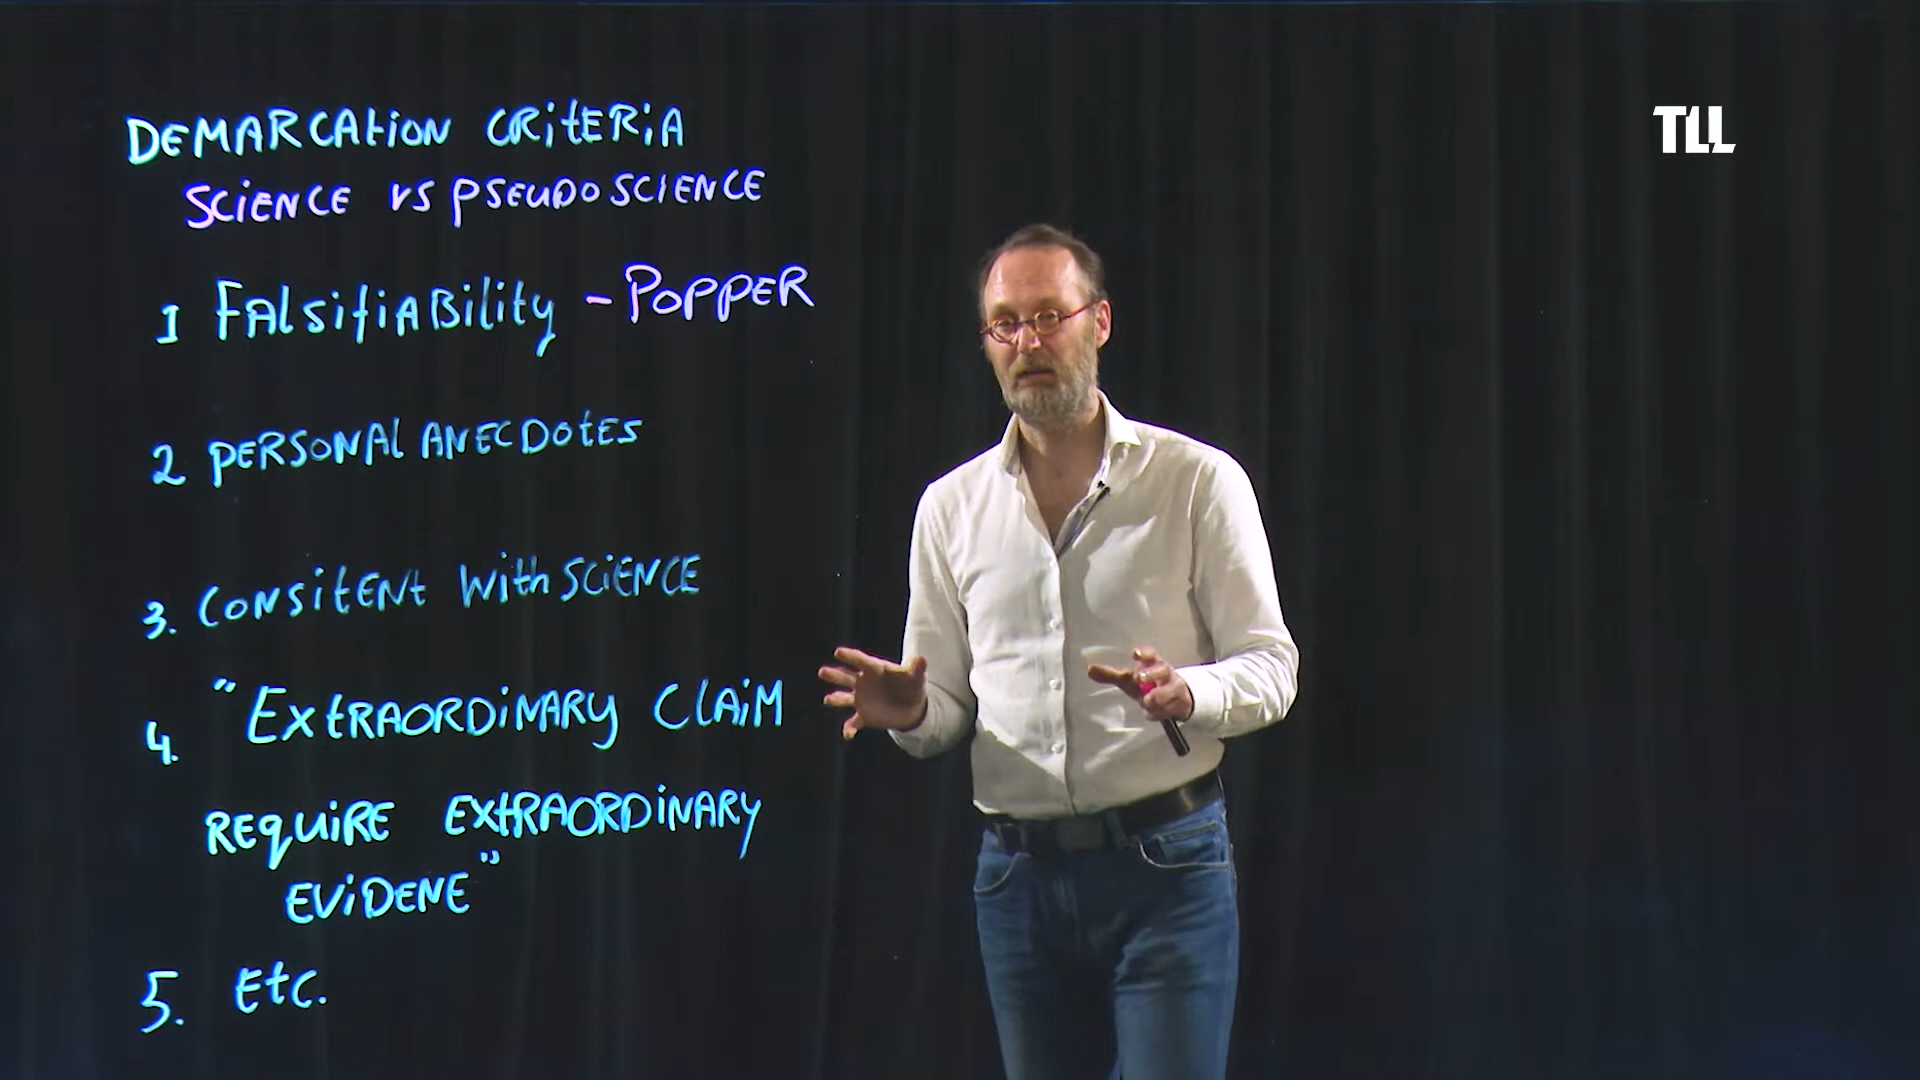 DEMARCATION CRITERIA
SCIENCE VS PSEUDOSCIENCE
1 FALSIFIABILITY - POPPER
2 PERSONAL ANECDOTES
3. CONSITENT WITH SCIENCE
4. "EXTRAORDINARY CLAIM
REQUIRE EXTRAORDINARY
EVIDENE"
5. ETC.
TLL